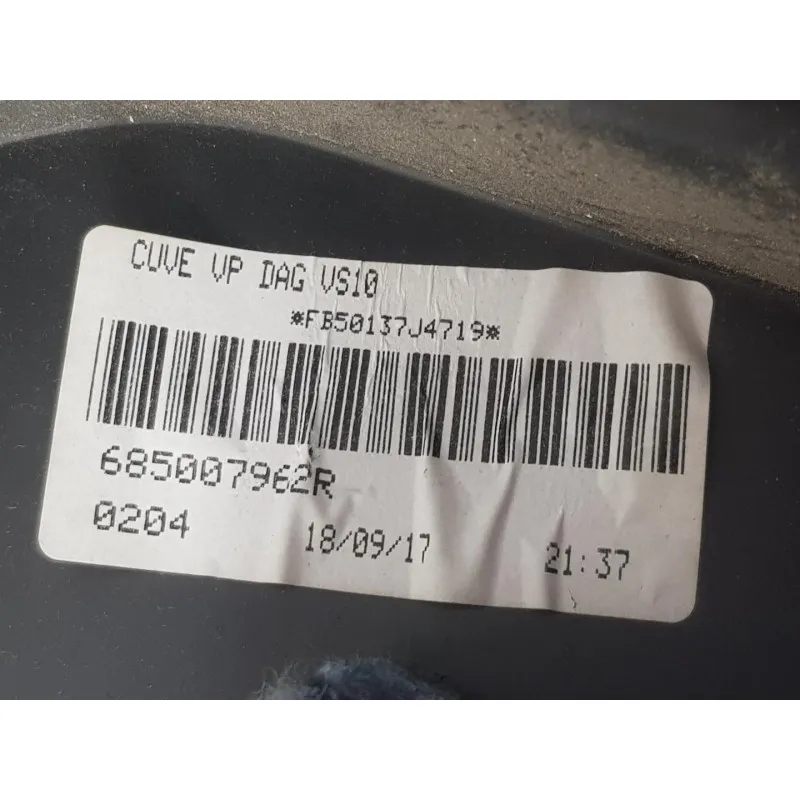 CUVE VP DAG VS10
*FB50137J4719*
685007962R
0204 18/09/17 21:37